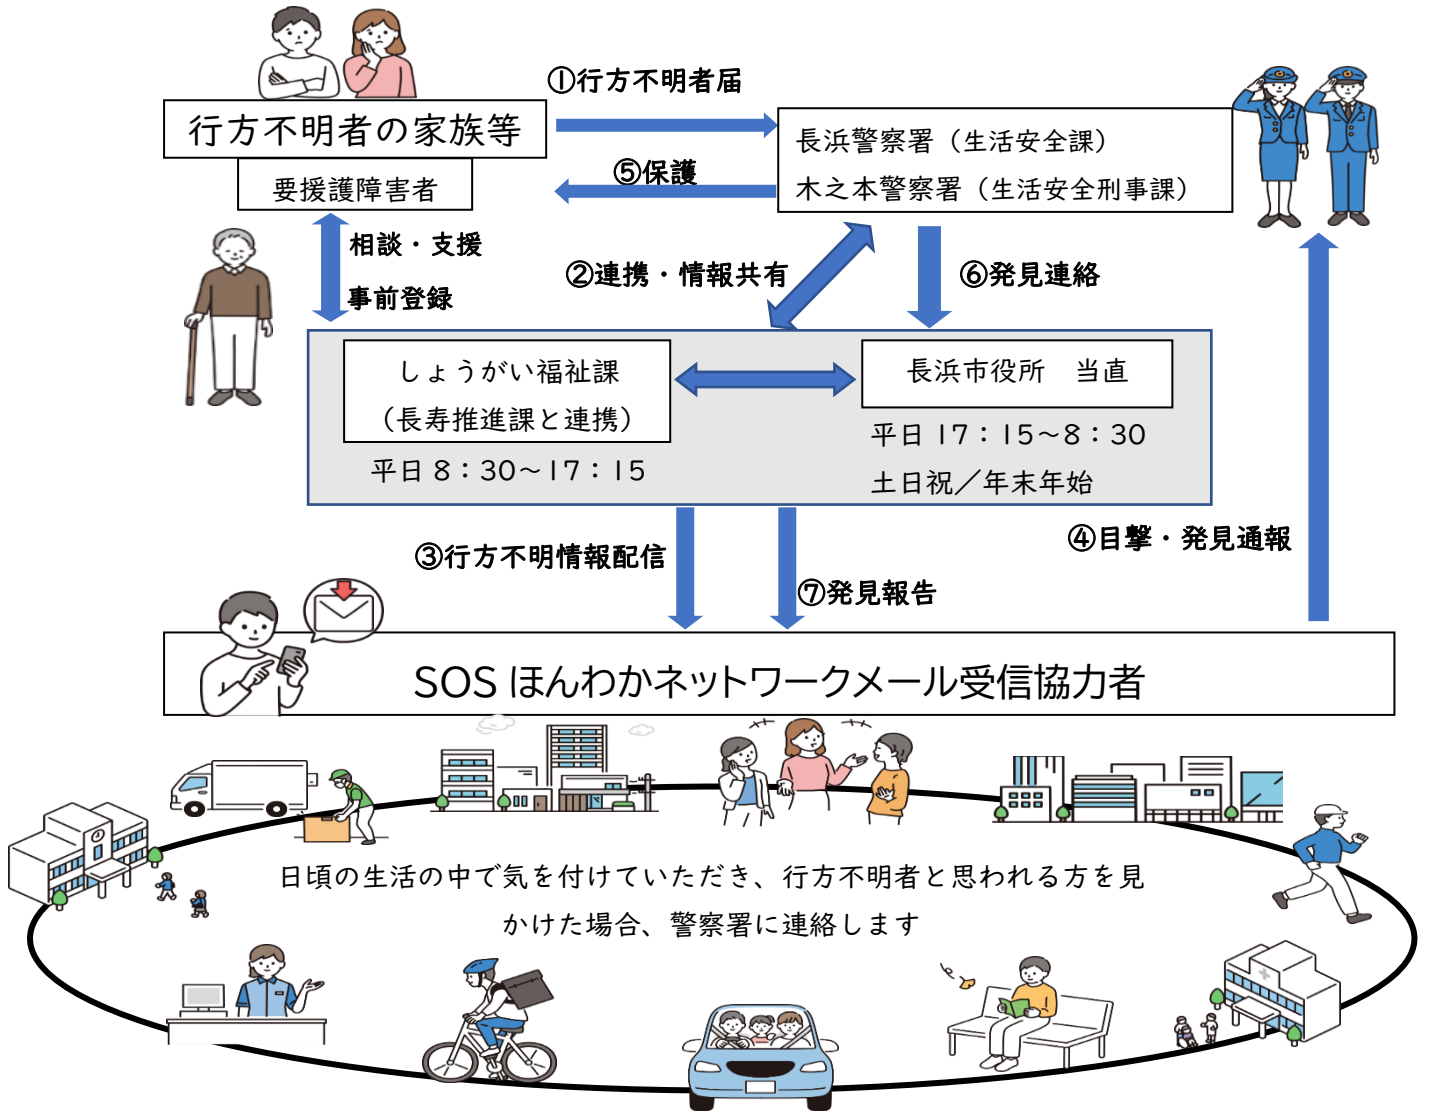 ①行方不明者届
行方不明者の家族等
長浜警察署（生活安全課）
⑤保護
要援護障害者
木之本警察署（生活安全刑事課）
相談・支援
②連携・情報共有
⑥発見連絡
事前登録
しょうがい福祉課
（長寿推進課と連携）
平日 8：30～17：15
長浜市役所　当直
平日 17：15～8：30
土日祝／年末年始
③行方不明情報配信
④目撃・発見通報
⑦発見報告
SOS ほんわかネットワークメール受信協力者
日頃の生活の中で気を付けていただき、行方不明者と思われる方を見
かけた場合、警察署に連絡します